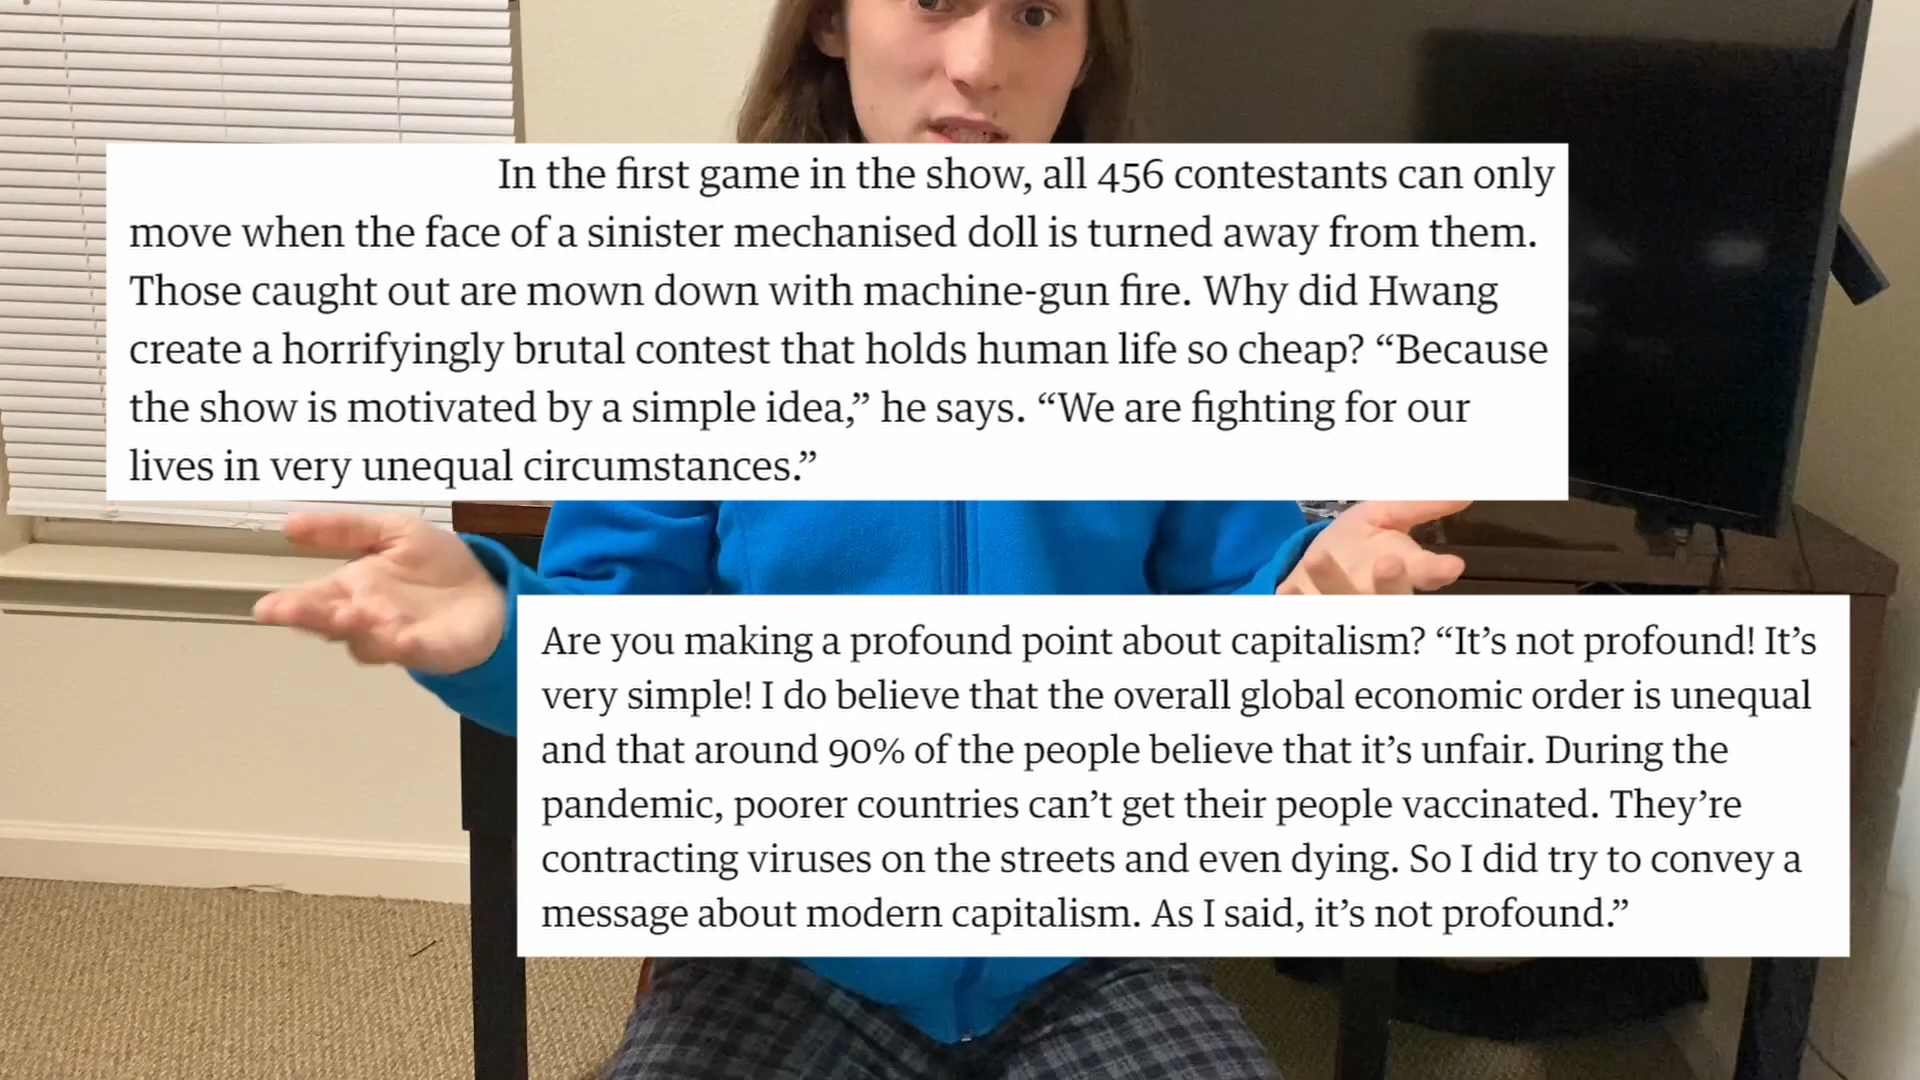 In the first game in the show, all 456 contestants can only
move when the face of a sinister mechanised doll is turned away from them.
Those caught out are mown down with machine-gun fire. Why did Hwang
create a horrifyingly brutal contest that holds human life so cheap? “Because
the show is motivated by a simple idea,” he says. “We are fighting for our
lives in very unequal circumstances.”
Are you making a profound point about capitalism? “It’s not profound! It’s
very simple! I do believe that the overall global economic order is unequal
and that around 90% of the people believe that it’s unfair. During the
pandemic, poorer countries can’t get their people vaccinated. They’re
contracting viruses on the streets and even dying. So I did try to convey a
message about modern capitalism. As I said, it’s not profound.”